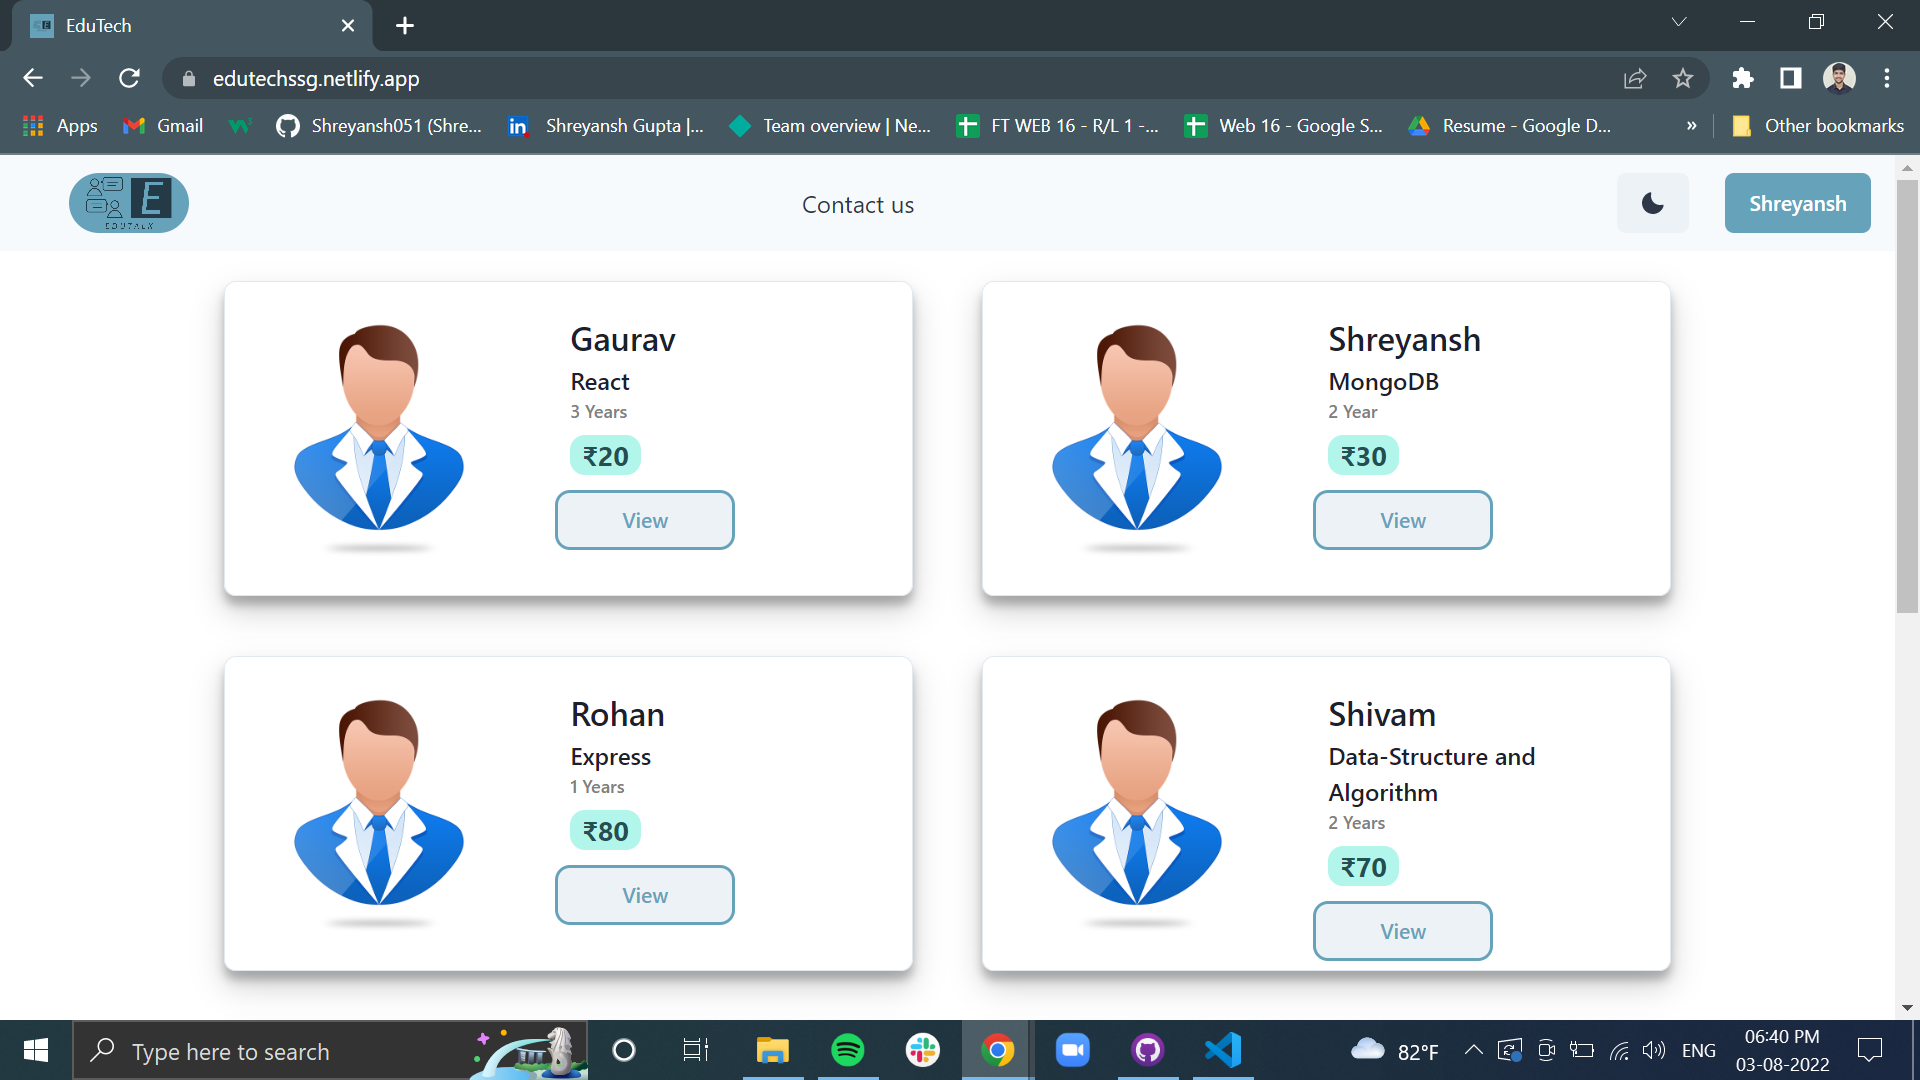 EduTech
edutechssg.netlify.app
Apps
Gmail
Shreyansh051 (Shre...
Shreyansh Gupta |...
Team overview | Ne...
FT WEB 16 - R/L 1 -...
Web 16 - Google S...
Resume - Google D...
»
Other bookmarks
E
EDUTALK
Contact us
Shreyansh
Gaurav
React
3 Years
₹20
View
Shreyansh
MongoDB
2 Year
₹30
View
Rohan
Express
1 Years
₹80
View
Shivam
Data-Structure and
Algorithm
2 Years
₹70
View
Type here to search
82°F
ENG
06:40 PM
03-08-2022